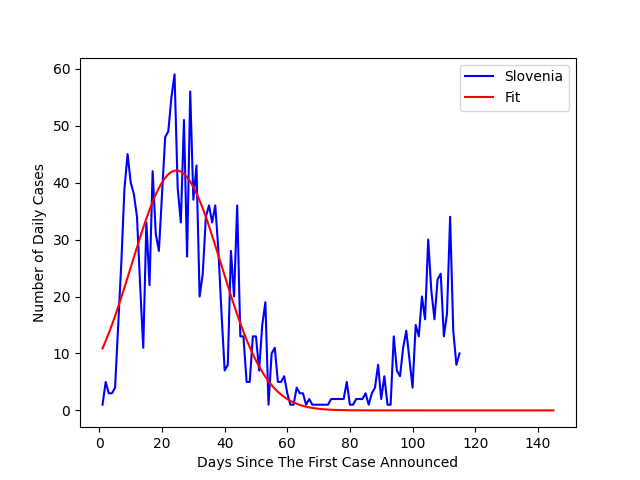 Slovenia
Fit
60
50
40
30
20
10
0
Number of Daily Cases
0 20 40 60 80 100 120 140
Days Since The First Case Announced